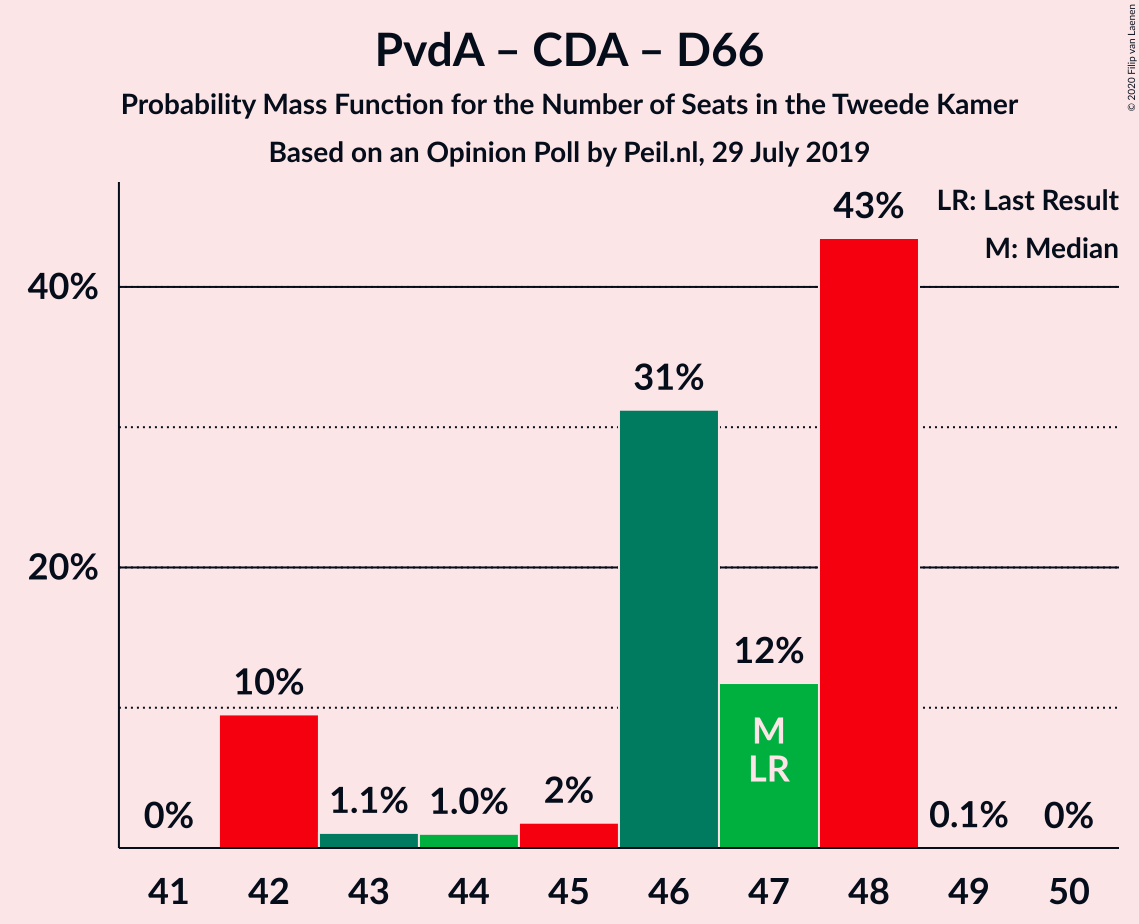 PvdA – CDA – D66
Probability Mass Function for the Number of Seats in the Tweede Kamer
Based on an Opinion Poll by Peil.nl, 29 July 2019
© 2020 Filip van Laenen
LR: Last Result
M: Median
40%
20%
0%
10%
1.1%
1.0%
2%
31%
12%
43%
0.1%
0%
M
LR
41 42 43 44 45 46 47 48 49 50